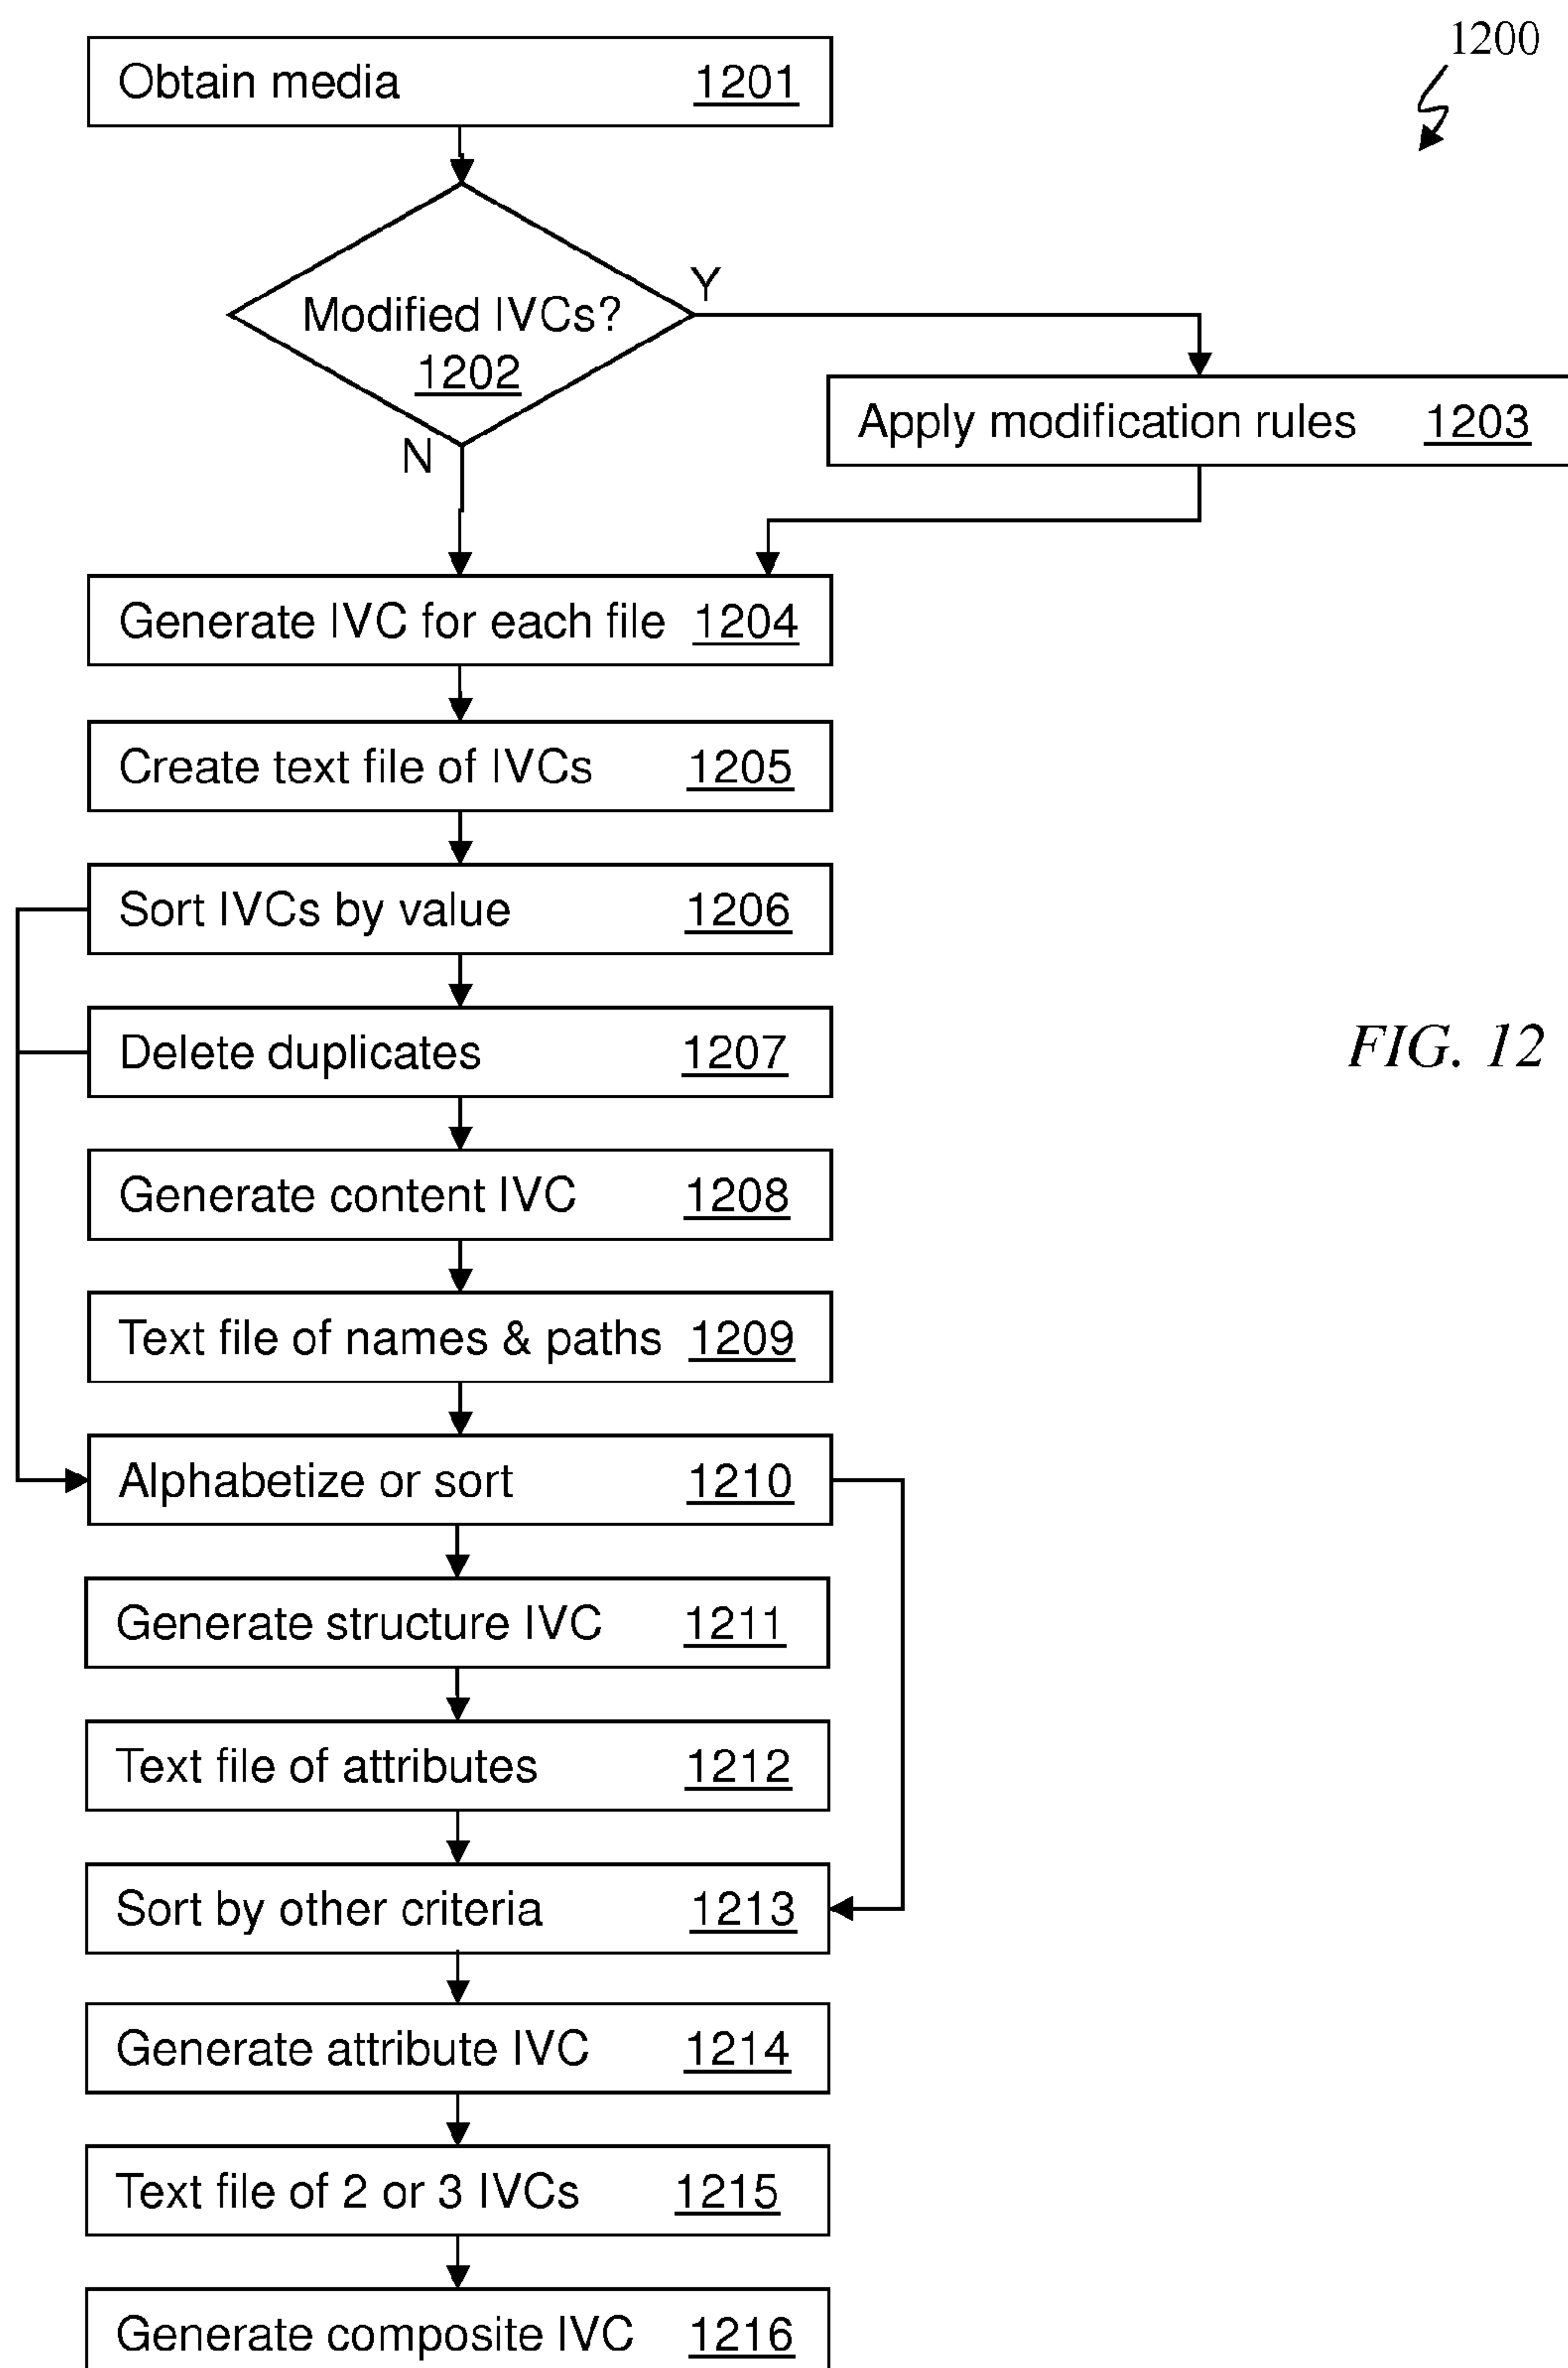 1200
Obtain media 1201
Y
Modified IVCs?
1202
Apply modification rules 1203
N
Generate IVC for each file 1204
Create text file of IVCs 1205
Sort IVCs by value 1206
Delete duplicates 1207
FIG. 12
Generate content IVC 1208
Text file of names & paths 1209
Alphabetize or sort 1210
Generate structure IVC 1211
Text file of attributes 1212
Sort by other criteria 1213
Generate attribute IVC 1214
Text file of 2 or 3 IVCs 1215
Generate composite IVC 1216